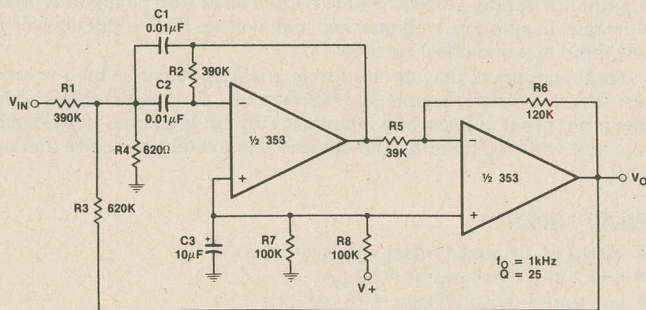 C1
0.01µF
R2 390K
R1
390K
C2
0.01µF
VIN
R4 620Ω
R3 620K
− 
+
½ 353
R5
39K
R6
120K
−
+
½ 353
VO
C3
10µF
+
R7
100K
R8
100K
V+
fO = 1kHz
Q = 25